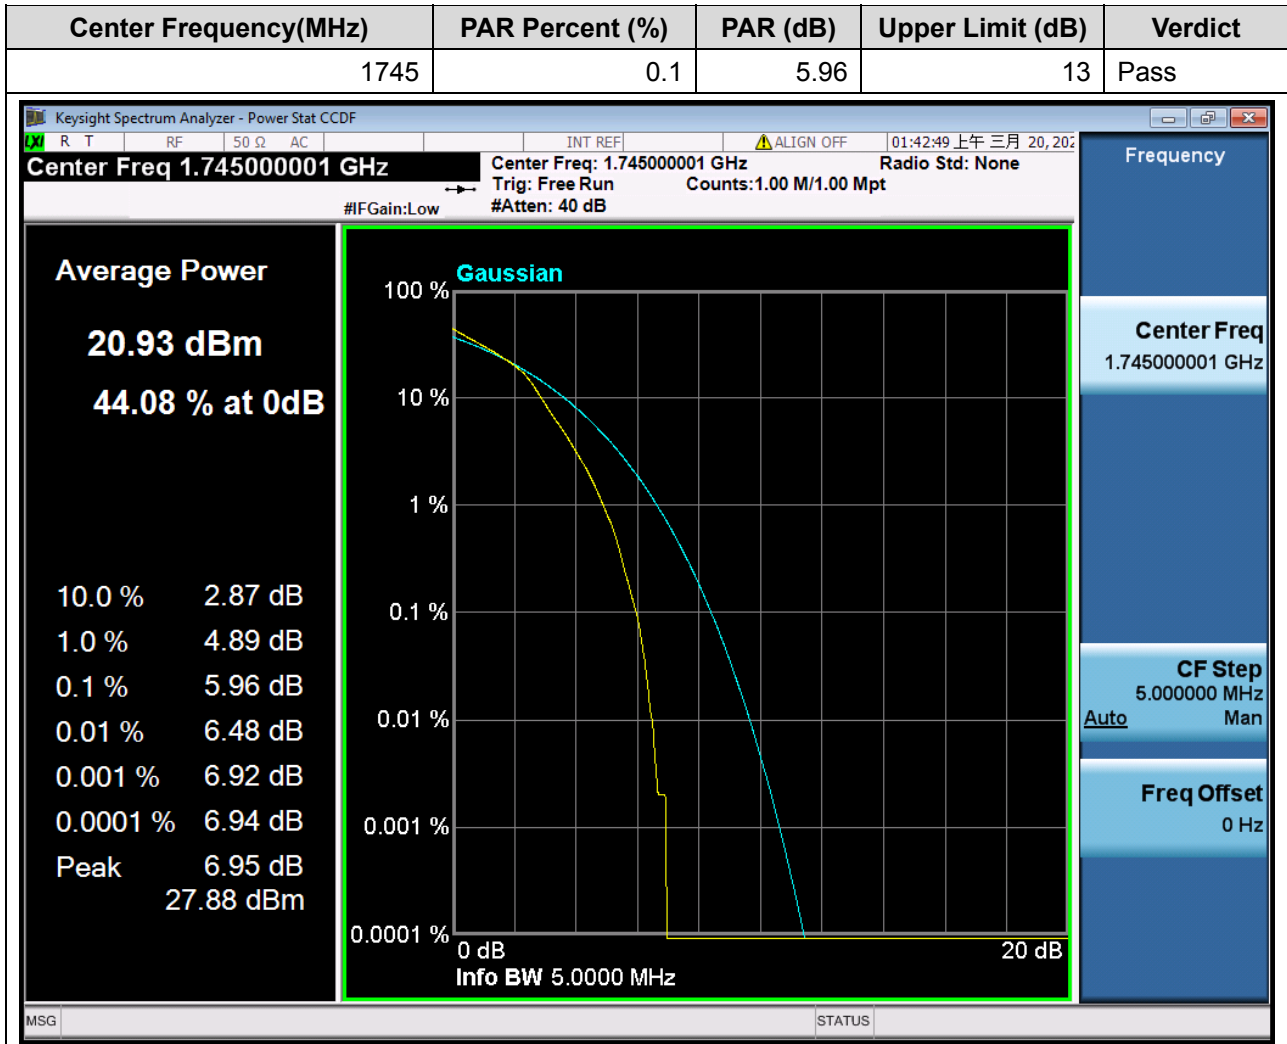 Center Frequency(MHz) PAR Percent (%) PAR (dB) Upper Limit (dB) Verdict
1745 0.1 5.96 13 Pass
Keysight Spectrum Analyzer - Power Stat CCDF
LXI R T RF 50 Ω AC INT REF ALIGN OFF 01:42:49 上午 三月 20, 202
Center Freq 1.745000001 GHz
#IFGain:Low
Center Freq: 1.745000001 GHz Radio Std: None
Trig: Free Run Counts:1.00 M/1.00 Mpt
#Atten: 40 dB
Average Power
20.93 dBm
44.08 % at 0dB
10.0 % 2.87 dB
1.0 % 4.89 dB
0.1 % 5.96 dB
0.01 % 6.48 dB
0.001 % 6.92 dB
0.0001 % 6.94 dB
Peak 6.95 dB
27.88 dBm
Gaussian
100 %
10 %
1 %
0.1 %
0.01 %
0.001 %
0.0001 %
0 dB 20 dB
Info BW 5.0000 MHz
Frequency
Center Freq
1.745000001 GHz
CF Step
5.000000 MHz
Auto Man
Freq Offset
0 Hz
MSG STATUS